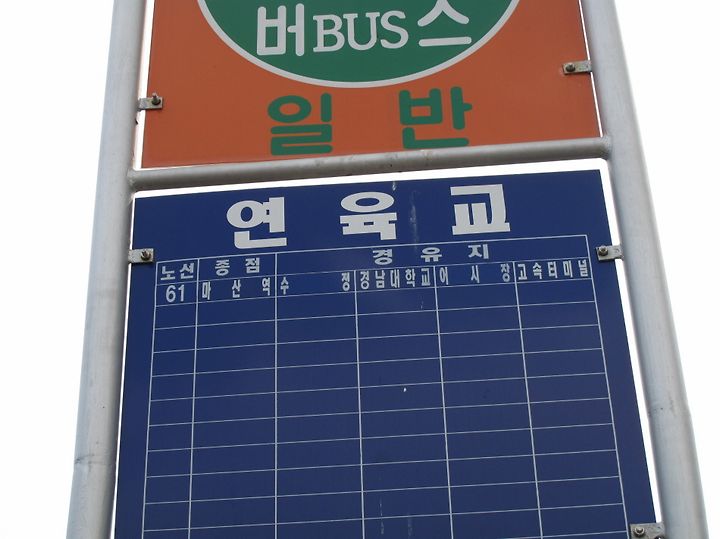 버BUS스
일 반
연 육 교
노선 종 점 경 유 지
61 마 산 역 수 정 경남대학교 어 시 장 고속터미널